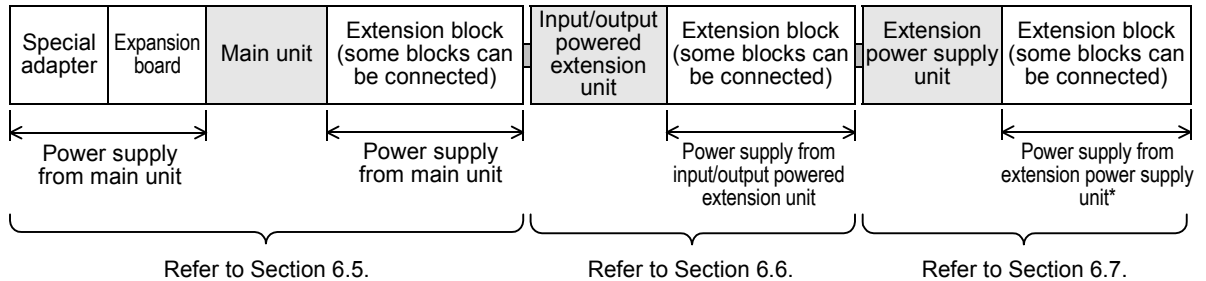 Special
adapter
Expansion
board
Main unit
Extension block
(some blocks can
be connected)
Input/output
powered
extension
unit
Extension block
(some blocks can
be connected)
Extension
power supply
unit
Extension block
(some blocks can
be connected)
Power supply
from main unit
Power supply
from main unit
Power supply from
input/output powered
extension unit
Power supply from
extension power supply
unit*
Refer to Section 6.5.
Refer to Section 6.6.
Refer to Section 6.7.